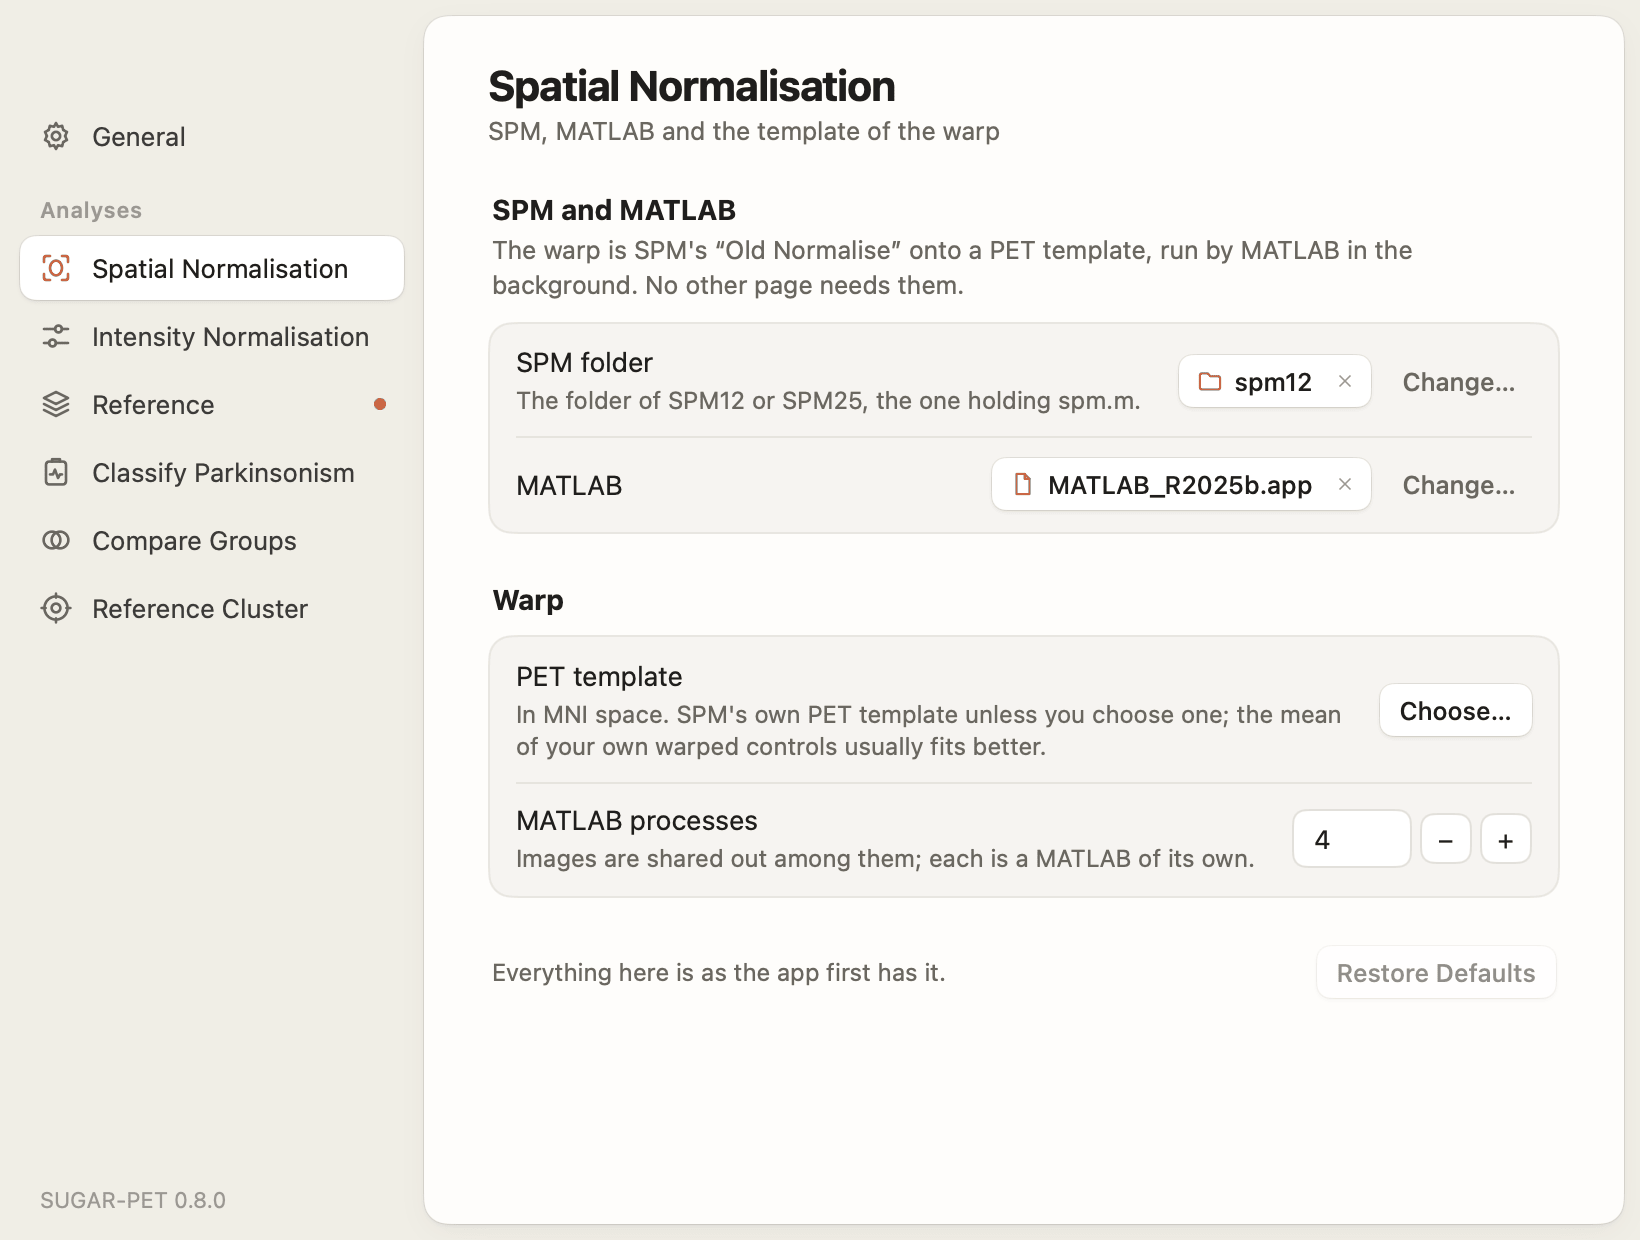 General
Analyses
Spatial Normalisation
Intensity Normalisation
Reference
Classify Parkinsonism
Compare Groups
Reference Cluster
SUGAR-PET 0.8.0
Spatial Normalisation
SPM, MATLAB and the template of the warp
SPM and MATLAB
The warp is SPM's “Old Normalise” onto a PET template, run by MATLAB in the
background. No other page needs them.
SPM folder
The folder of SPM12 or SPM25, the one holding spm.m.
spm12 × Change...
MATLAB
MATLAB_R2025b.app × Change...
Warp
PET template
In MNI space. SPM's own PET template unless you choose one; the mean
of your own warped controls usually fits better.
Choose...
MATLAB processes
Images are shared out among them; each is a MATLAB of its own.
4 − +
Everything here is as the app first has it.
Restore Defaults